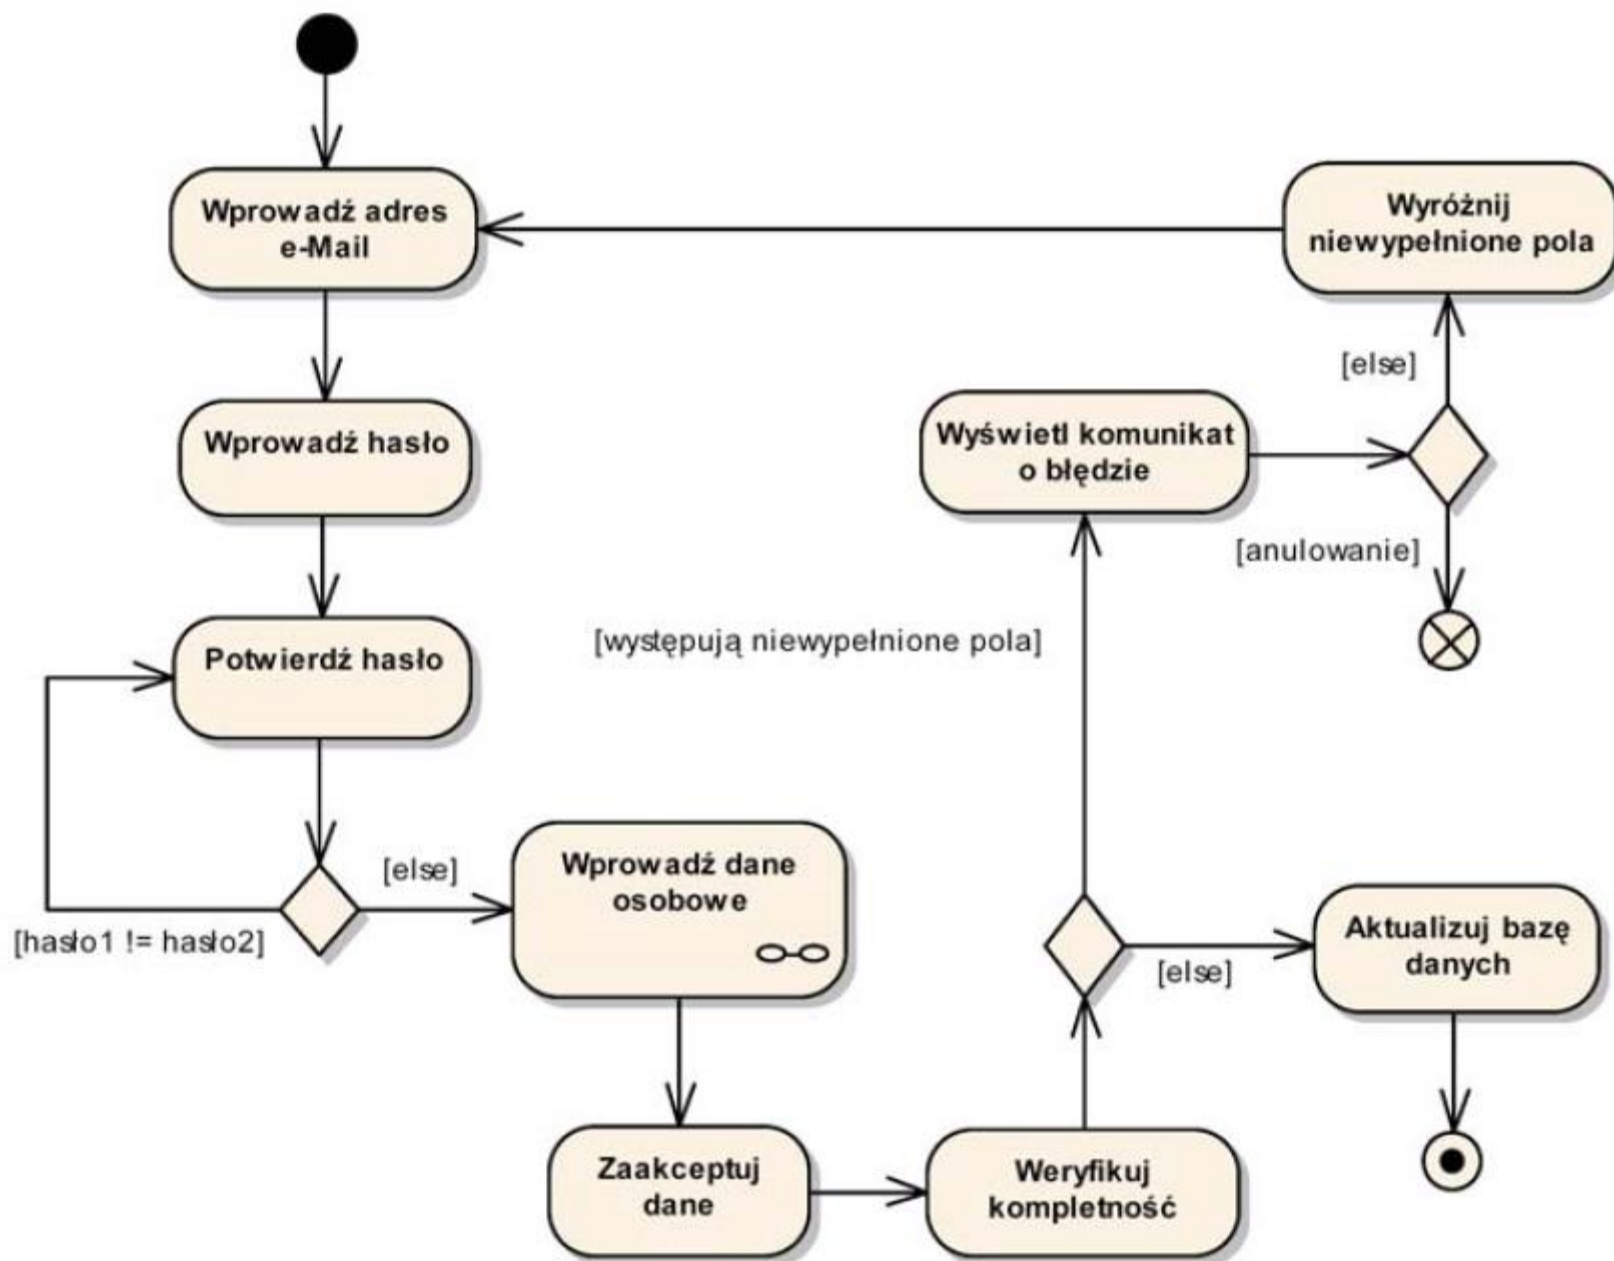 Wprowadź adres
e-Mail
Wyróżnij
niewypełnione pola
[else]
Wprowadź hasło
Wyświetl komunikat
o błędzie
[anulowanie]
[występują niewypełnione pola]
Potwierdź hasło
[else]
[hasło1 != hasło2]
Wprowadź dane
osobowe
[else]
Aktualizuj bazę
danych
Zaakceptuj
dane
Weryfikuj
kompletność